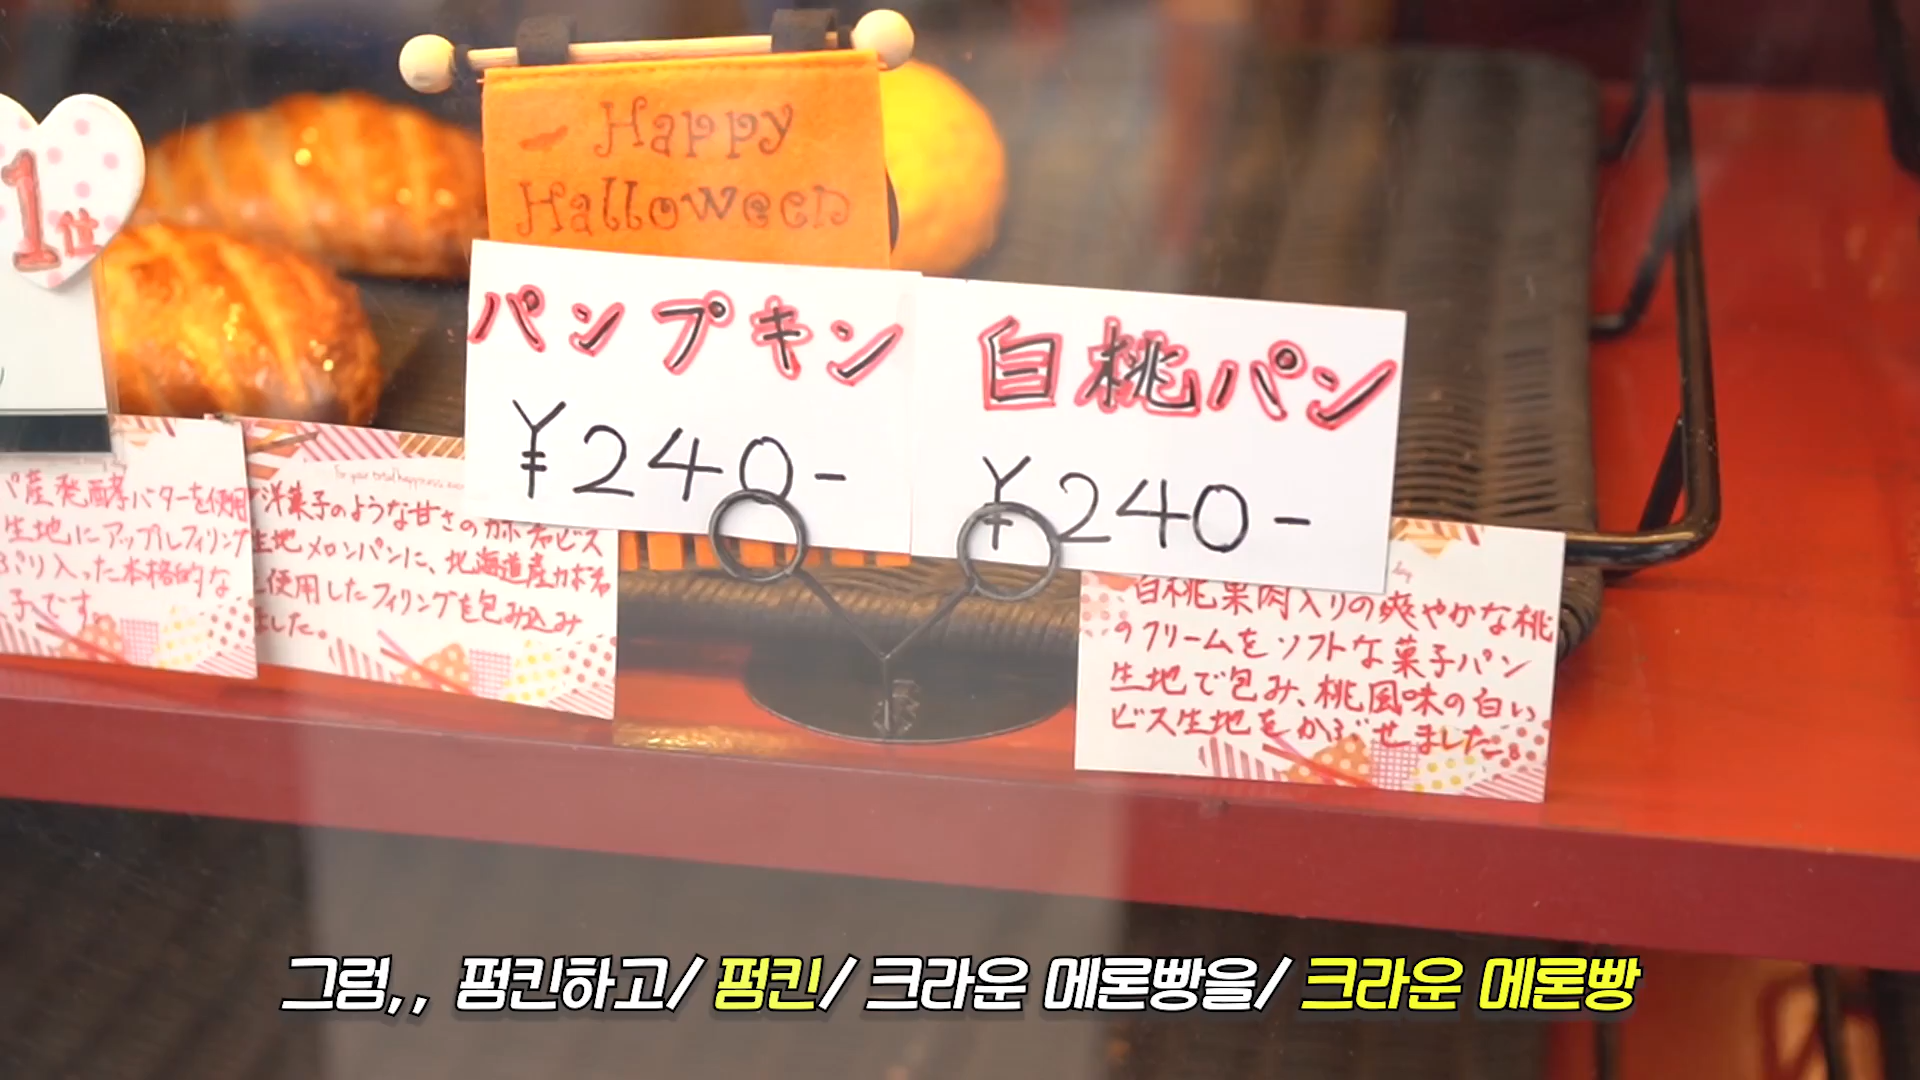 Happy
Halloween
1位
パンプキン
¥240-
白桃パン
¥240-
産発酵バターを使用
生地にアップルフィリング
ぷり入った本格的な
子です。
For your total happiness
洋菓子のような甘さのカボチャビス
生地メロンパンに、北海道産カボチャ
使用したフィリングを包み込み
ました。
白桃果肉入りの爽やかな桃
のクリームをソフトな菓子パン
生地で包み、桃風味の白い
ビス生地をかぶせました。
그럼,, 펌킨하고/ 펌킨/ 크라운 메론빵을/ 크라운 메론빵